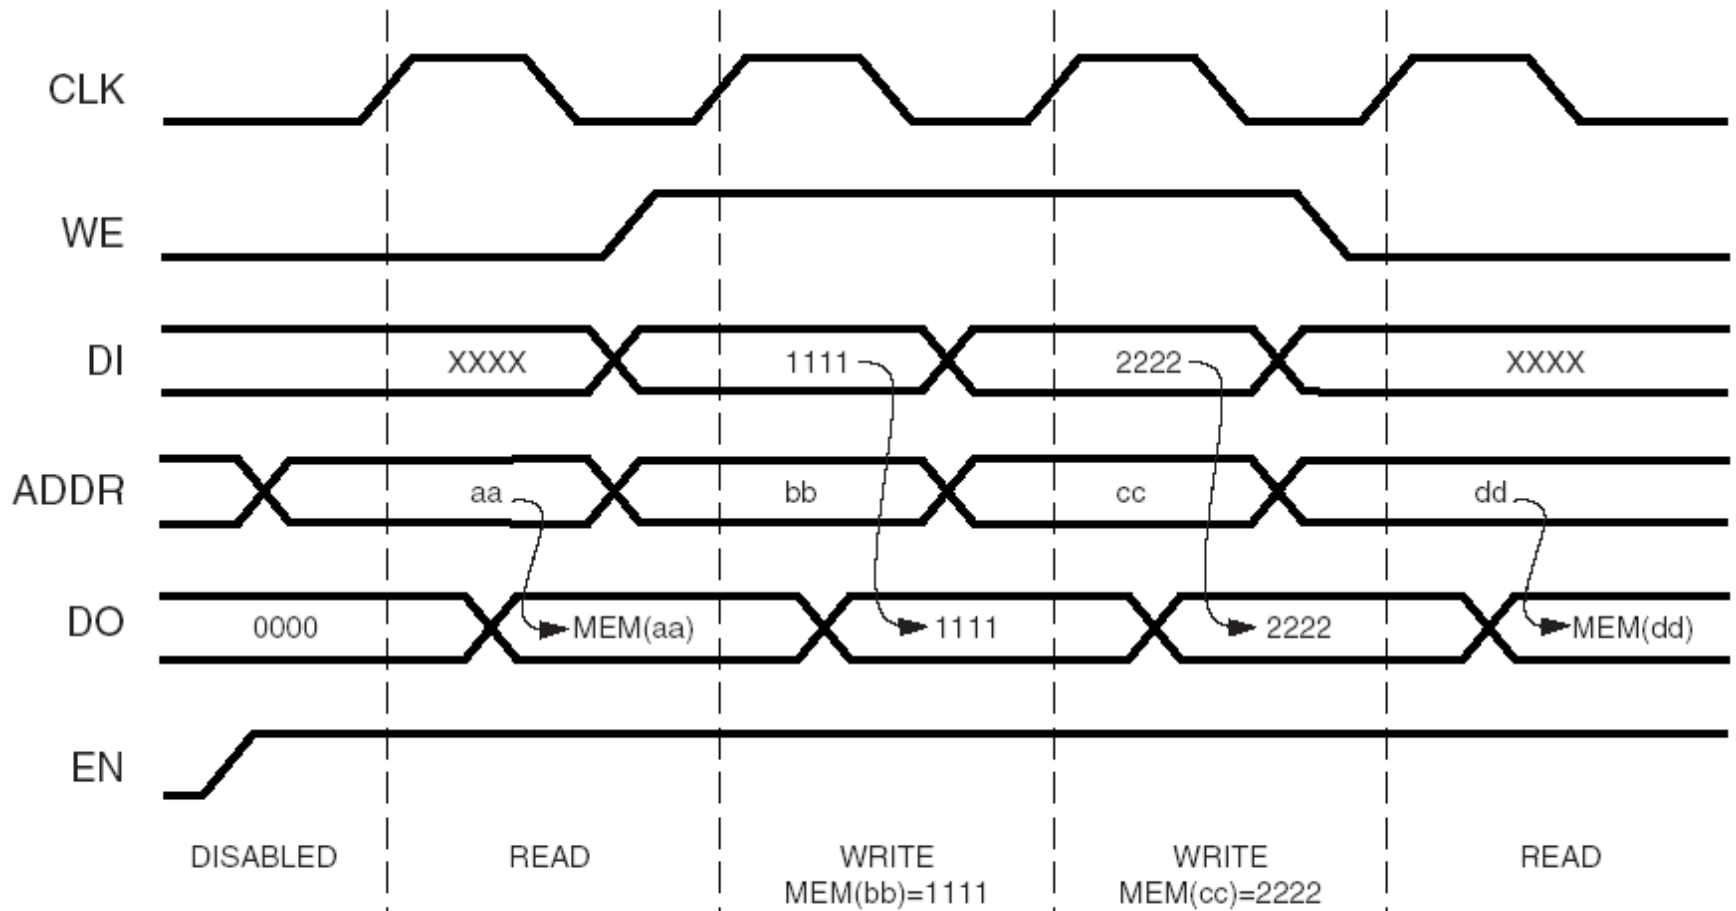 CLK
WE
DI XXXX 1111 2222 XXXX
ADDR aa bb cc dd
DO 0000 MEM(aa) 1111 2222 MEM(dd)
EN
DISABLED READ WRITE WRITE READ
MEM(bb)=1111 MEM(cc)=2222